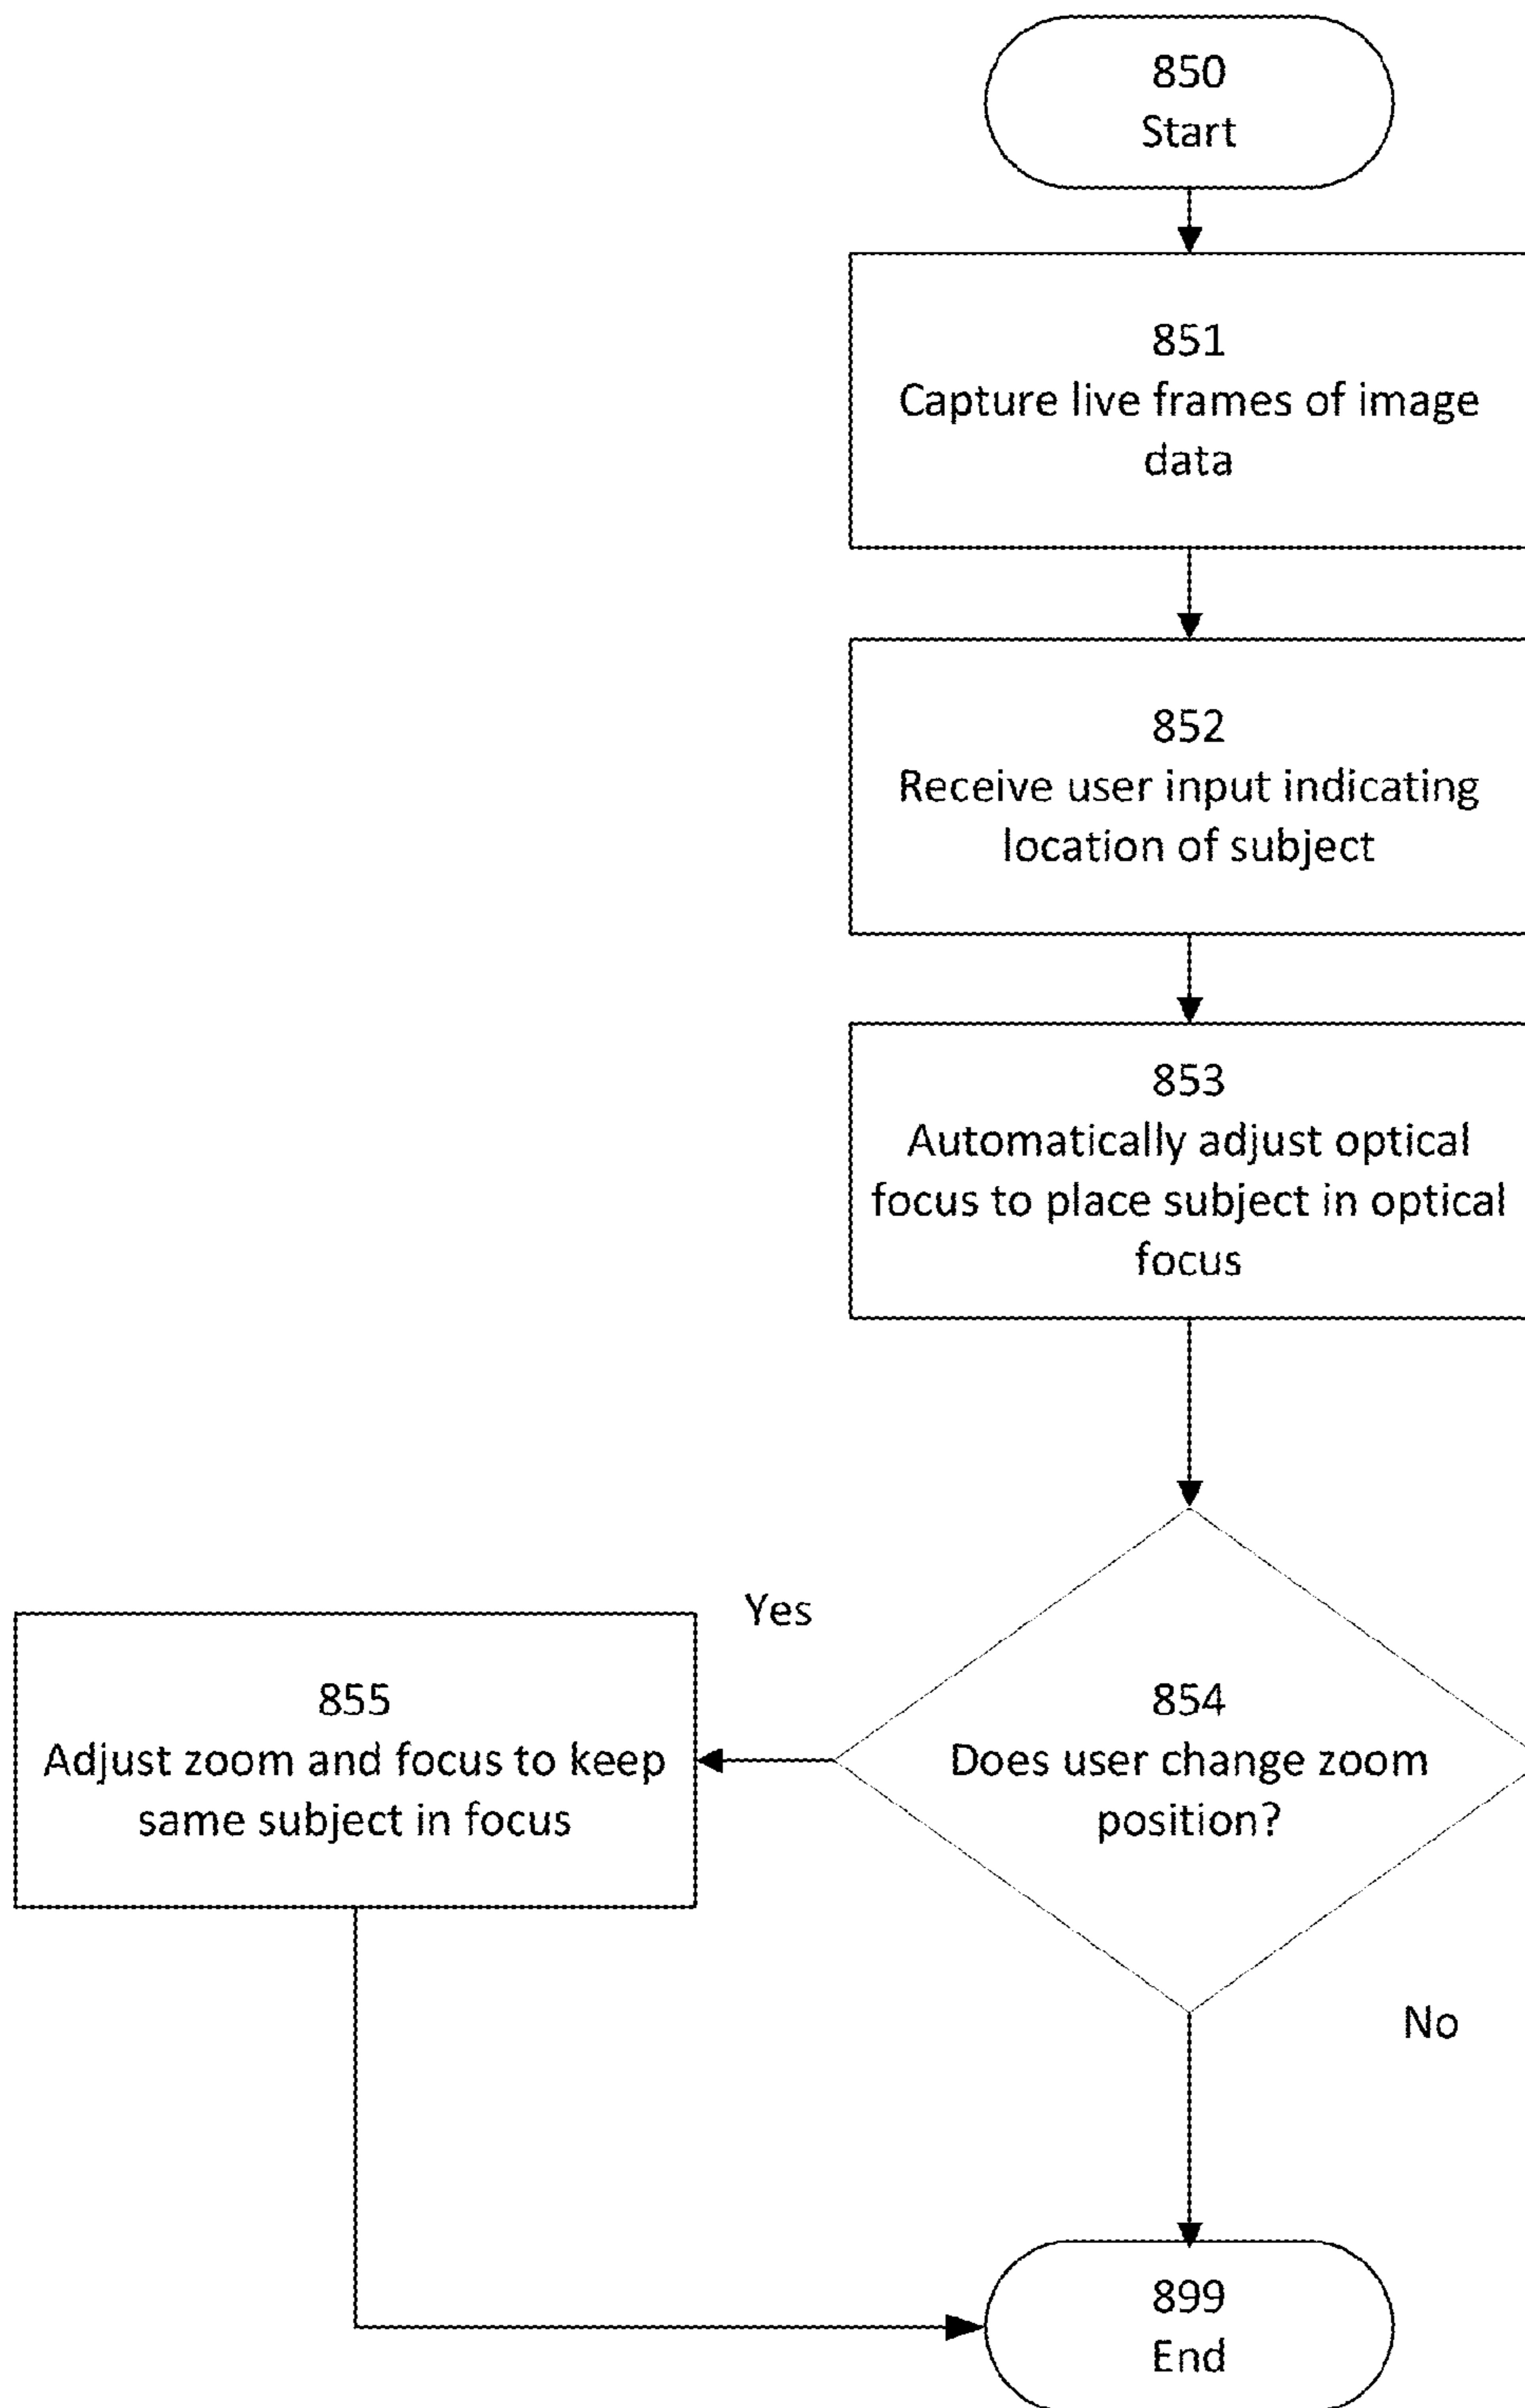 850
Start
851
Capture live frames of image
data
852
Receive user input indicating
location of subject
853
Automatically adjust optical
focus to place subject in optical
focus
Yes
854
Does user change zoom
position?
855
Adjust zoom and focus to keep
same subject in focus
No
899
End